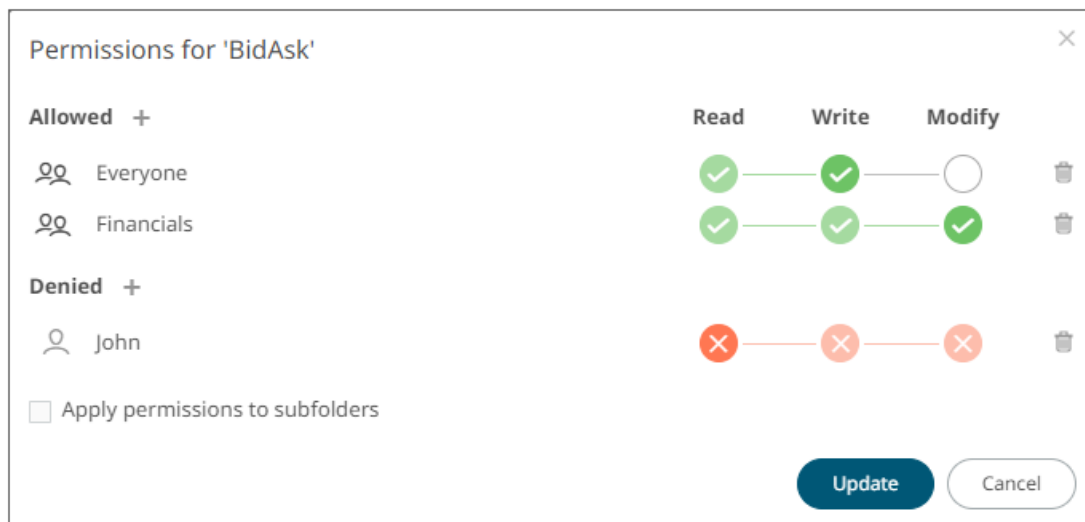 Permissions for 'BidAsk'
Allowed + Read Write Modify
Everyone
Financials
Denied +
John
Apply permissions to subfolders
Update Cancel